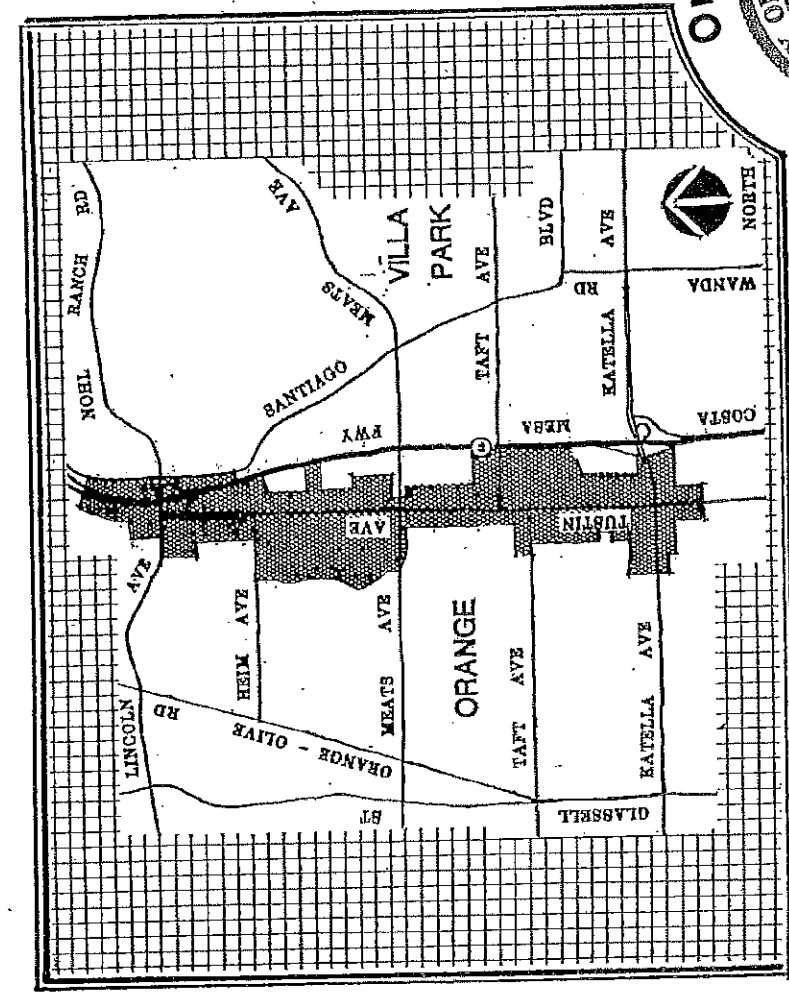 NOHL RANCH RD
MEATS AVE
VILLA
PARK
SANTIAGO BLVD
TAFT AVE
KATELLA AVE
WANDA RD
NORTH
COSTA MESA FWY
55
TUSTIN AVE
LINCOLN AVE
HEIM AVE
ORANGE - OLIVE RD
MEATS AVE
ORANGE
TAFT AVE
KATELLA AVE
GLASSELL ST